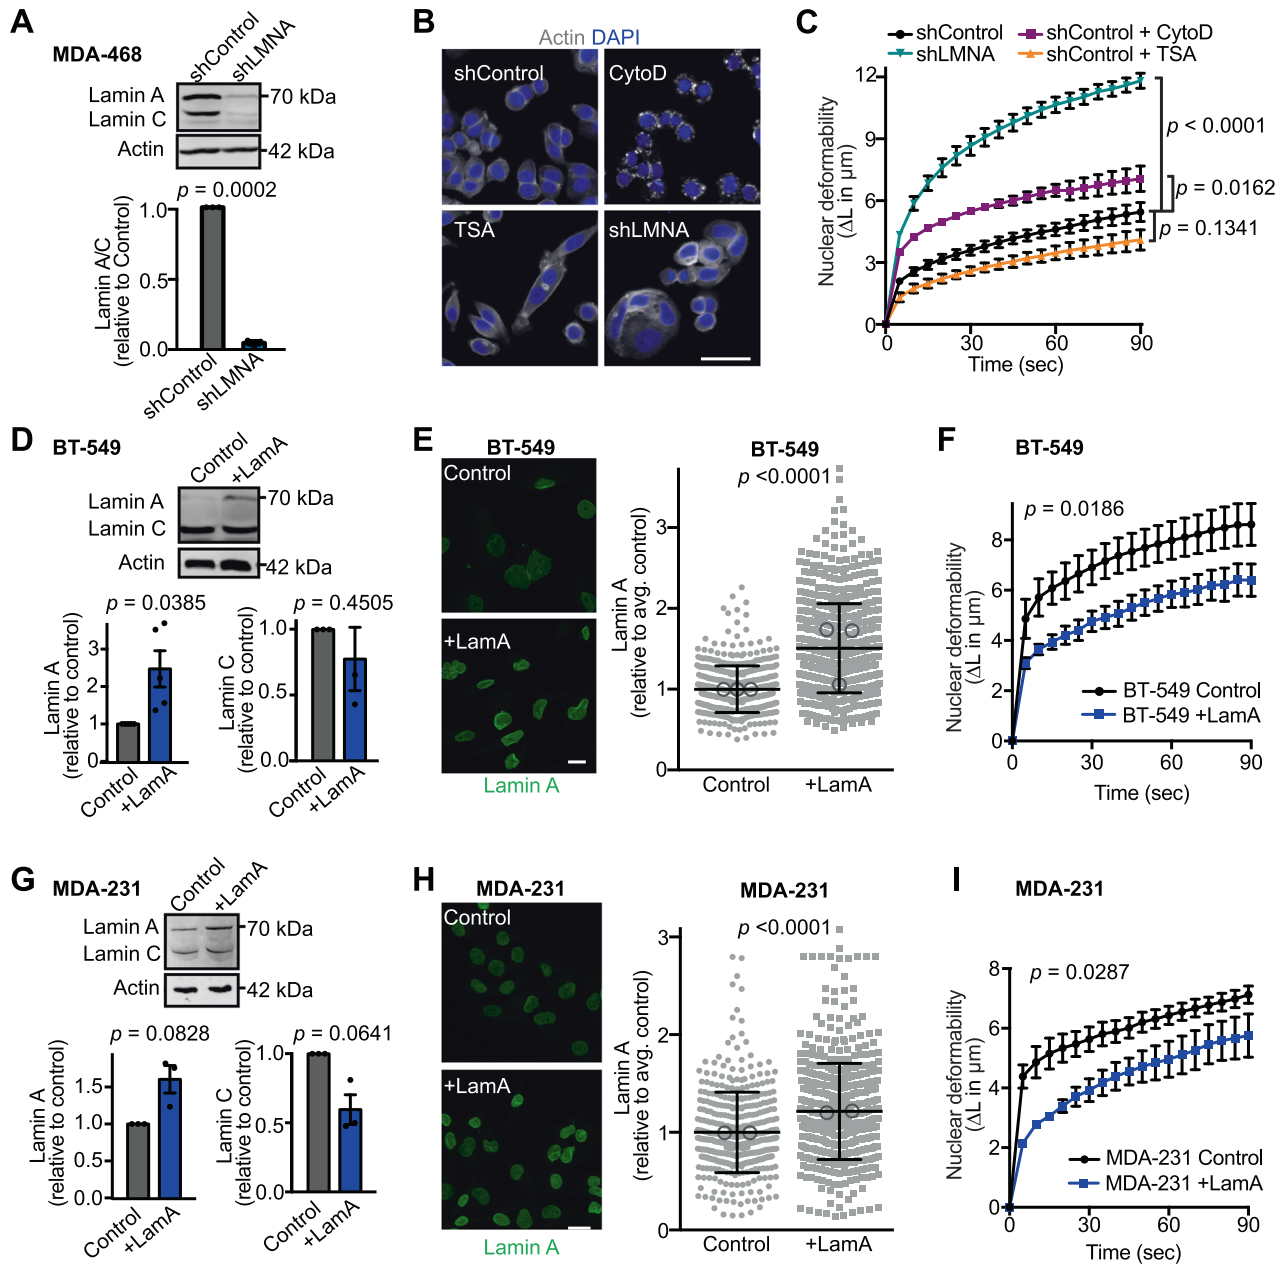 A
MDA-468
shControl
shLMNA
Lamin A
Lamin C
70 kDa
Actin
42 kDa
p = 0.0002
Lamin A/C
(relative to Control)
1.0
0.5
0.0
shControl
shLMNA
B
Actin DAPI
shControl
CytoD
TSA
shLMNA
C
shControl
shLMNA
shControl + CytoD
shControl + TSA
Nuclear deformability
(ΔL in μm)
12
9
6
3
0
0
30
60
90
Time (sec)
p < 0.0001
p = 0.0162
p = 0.1341
D
BT-549
Control
+LamA
Lamin A
Lamin C
70 kDa
Actin
42 kDa
p = 0.0385
Lamin A
(relative to control)
3
2
1
0
Control
+LamA
p = 0.4505
Lamin C
(relative to control)
1.0
0.5
0.0
Control
+LamA
E
BT-549
Control
+LamA
Lamin A
BT-549
p <0.0001
Lamin A
(relative to avg. control)
3
2
1
0
Control
+LamA
F
BT-549
p = 0.0186
Nuclear deformability
(ΔL in μm)
8
6
4
2
0
BT-549 Control
BT-549 +LamA
0
30
60
90
Time (sec)
G
MDA-231
Control
+LamA
Lamin A
Lamin C
70 kDa
Actin
42 kDa
p = 0.0828
Lamin A
(relative to control)
1.5
1.0
0.5
0.0
Control
+LamA
p = 0.0641
Lamin C
(relative to control)
1.0
0.5
0.0
Control
+LamA
H
MDA-231
Control
+LamA
Lamin A
MDA-231
p <0.0001
Lamin A
(relative to avg. control)
3
2
1
0
Control
+LamA
I
MDA-231
p = 0.0287
Nuclear deformability
(ΔL in μm)
8
6
4
2
0
MDA-231 Control
MDA-231 +LamA
0
30
60
90
Time (sec)